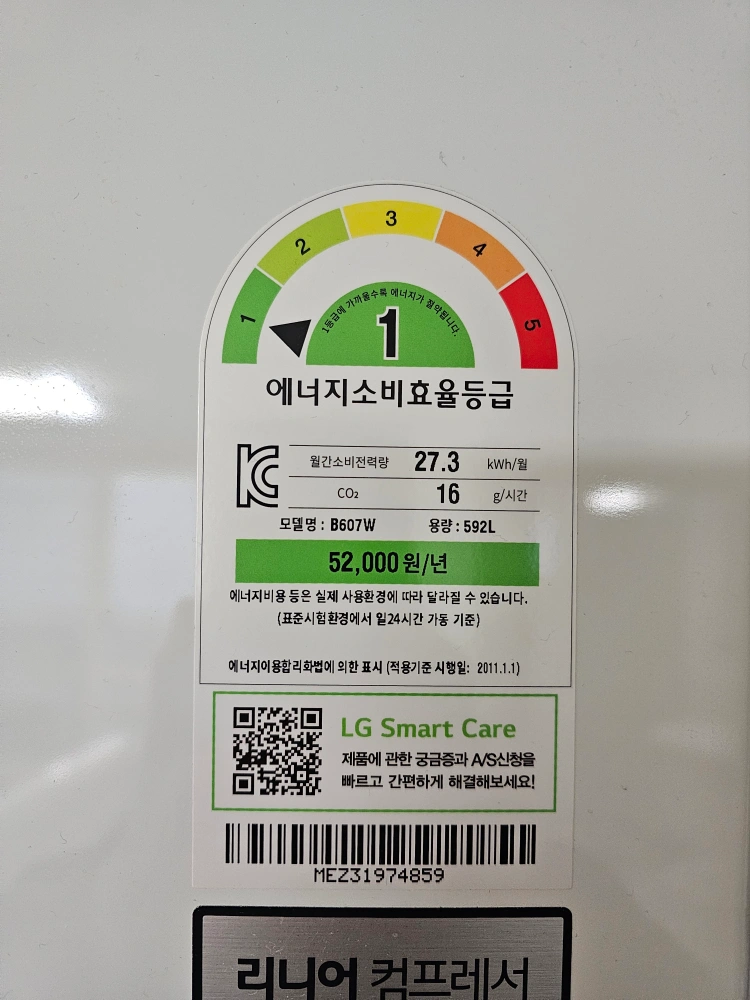 1
2
3
4
5
1등급에 가까울수록 에너지가 절약됩니다.
1
에너지소비효율등급
월간소비전력량 27.3 kWh/월
CO₂ 16 g/시간
모델명 : B607W 용량 : 592L
52,000원/년
에너지비용 등은 실제 사용환경에 따라 달라질 수 있습니다.
(표준시험환경에서 일24시간 가동 기준)
에너지이용합리화법에 의한 표시 (적용기준 시행일: 2011.1.1)
LG Smart Care
제품에 관한 궁금증과 A/S신청을
빠르고 간편하게 해결해보세요!
MEZ31974859
리니어 컴프레서